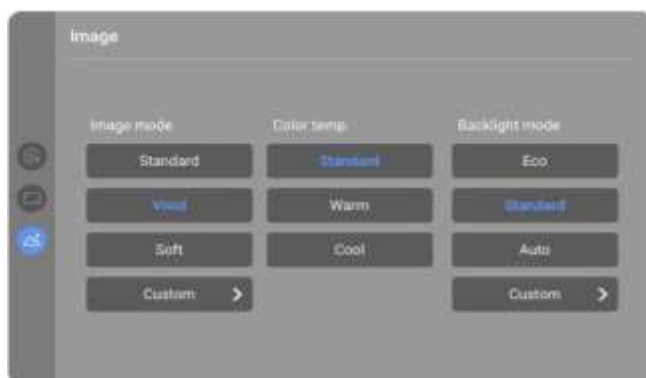 Image
Image mode
Color temp.
Backlight mode
Standard
Standard
Eco
Vivid
Warm
Standard
Soft
Cool
Auto
Custom
Custom